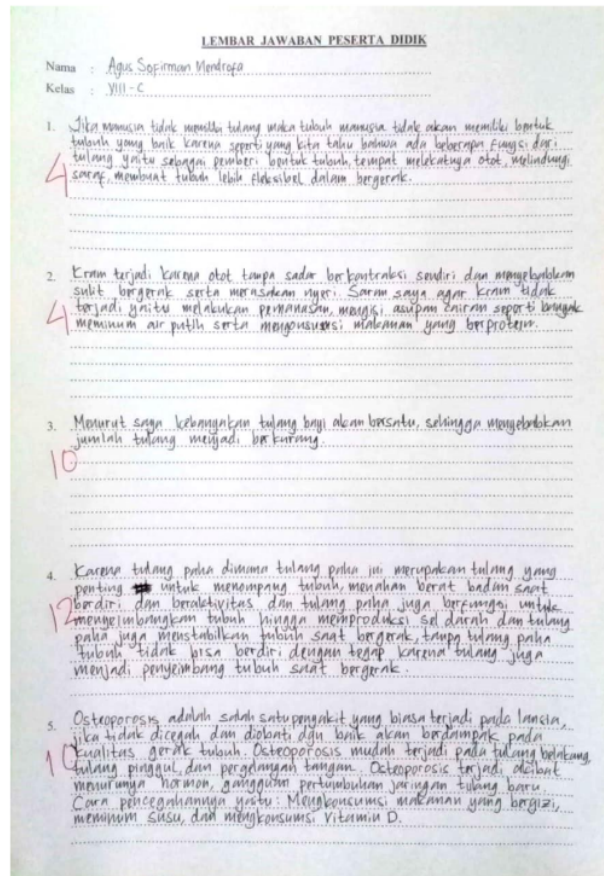 LEMBAR JAWABAN PESERTA DIDIK
Nama : Agus Sofirman Mendrofa
Kelas : VIII - C
1. Jika manusia tidak memiliki tulang maka tubuh manusia tidak akan memiliki bentuk
tubuh yang baik karena seperti yang kita tahu bahwa ada beberapa fungsi dari
tulang yaitu sebagai pemberi bentuk tubuh, tempat melekatnya otot, melindungi
saraf, membuat tubuh lebih fleksibel dalam bergerak.
4
2. Kram terjadi karena otot tanpa sadar berkontraksi sendiri dan menyebabkan
sulit bergerak serta merasakan nyeri. Saran saya agar kram tidak
terjadi yaitu melakukan pemanasan, mengisi asupan cairan seperti banyak
meminum air putih serta mengonsumsi makanan yang berprotein.
4
3. Menurut saya kebanyakan tulang bayi akan bersatu, sehingga menyebabkan
jumlah tulang menjadi berkurang.
10
4. Karena tulang paha dimana tulang paha ini merupakan tulang yang
penting untuk menompang tubuh, menahan berat badan saat
berdiri dan beraktivitas dan tulang paha juga berfungsi untuk
menyeimbangkan tubuh hingga memproduksi sel darah dan tulang
paha juga menstabilkan tubuh saat bergerak, tanpa tulang paha
tubuh tidak bisa berdiri dengan tegap karena tulang juga
menjadi penyeimbang tubuh saat bergerak.
12
5. Osteoporosis adalah salah satu penyakit yang biasa terjadi pada lansia,
jika tidak dicegah dan diobati dgn baik akan berdampak pada
kualitas gerak tubuh. Osteoporosis mudah terjadi pada tulang belakang,
tulang pinggul, dan pergelangan tangan. Osteoporosis terjadi akibat
menurunya hormon, gangguan pertumbuhan jaringan tulang baru.
Cara pencegahannya yaitu: Mengkonsumsi makanan yang bergizi,
meminum susu, dan mengkonsumsi vitamin D.
10